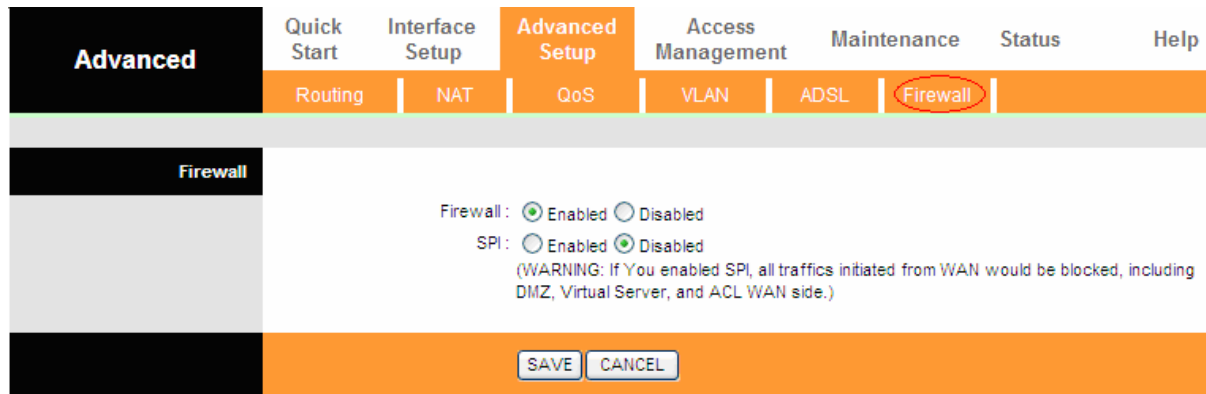 Advanced
Quick Start
Interface Setup
Advanced Setup
Access Management
Maintenance
Status
Help
Routing
NAT
QoS
VLAN
ADSL
Firewall
Firewall
Firewall : Enabled Disabled
SPI : Enabled Disabled
(WARNING: If You enabled SPI, all traffics initiated from WAN would be blocked, including
DMZ, Virtual Server, and ACL WAN side.)
SAVE CANCEL